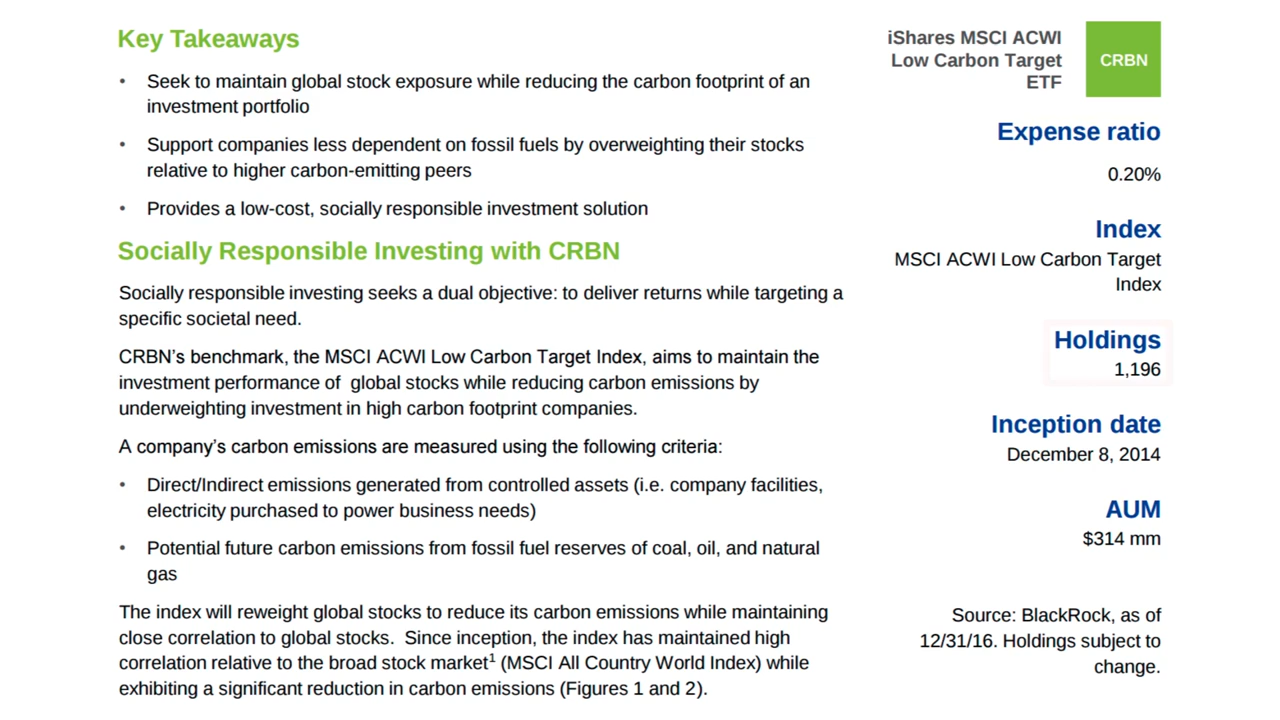 Key Takeaways
• Seek to maintain global stock exposure while reducing the carbon footprint of an
investment portfolio
• Support companies less dependent on fossil fuels by overweighting their stocks
relative to higher carbon-emitting peers
• Provides a low-cost, socially responsible investment solution
Socially Responsible Investing with CRBN
Socially responsible investing seeks a dual objective: to deliver returns while targeting a
specific societal need.
CRBN’s benchmark, the MSCI ACWI Low Carbon Target Index, aims to maintain the
investment performance of global stocks while reducing carbon emissions by
underweighting investment in high carbon footprint companies.
A company’s carbon emissions are measured using the following criteria:
• Direct/Indirect emissions generated from controlled assets (i.e. company facilities,
electricity purchased to power business needs)
• Potential future carbon emissions from fossil fuel reserves of coal, oil, and natural
gas
The index will reweight global stocks to reduce its carbon emissions while maintaining
close correlation to global stocks. Since inception, the index has maintained high
correlation relative to the broad stock market¹ (MSCI All Country World Index) while
exhibiting a significant reduction in carbon emissions (Figures 1 and 2).
iShares MSCI ACWI
Low Carbon Target
ETF
CRBN
Expense ratio
0.20%
Index
MSCI ACWI Low Carbon Target
Index
Holdings
1,196
Inception date
December 8, 2014
AUM
$314 mm
Source: BlackRock, as of
12/31/16. Holdings subject to
change.